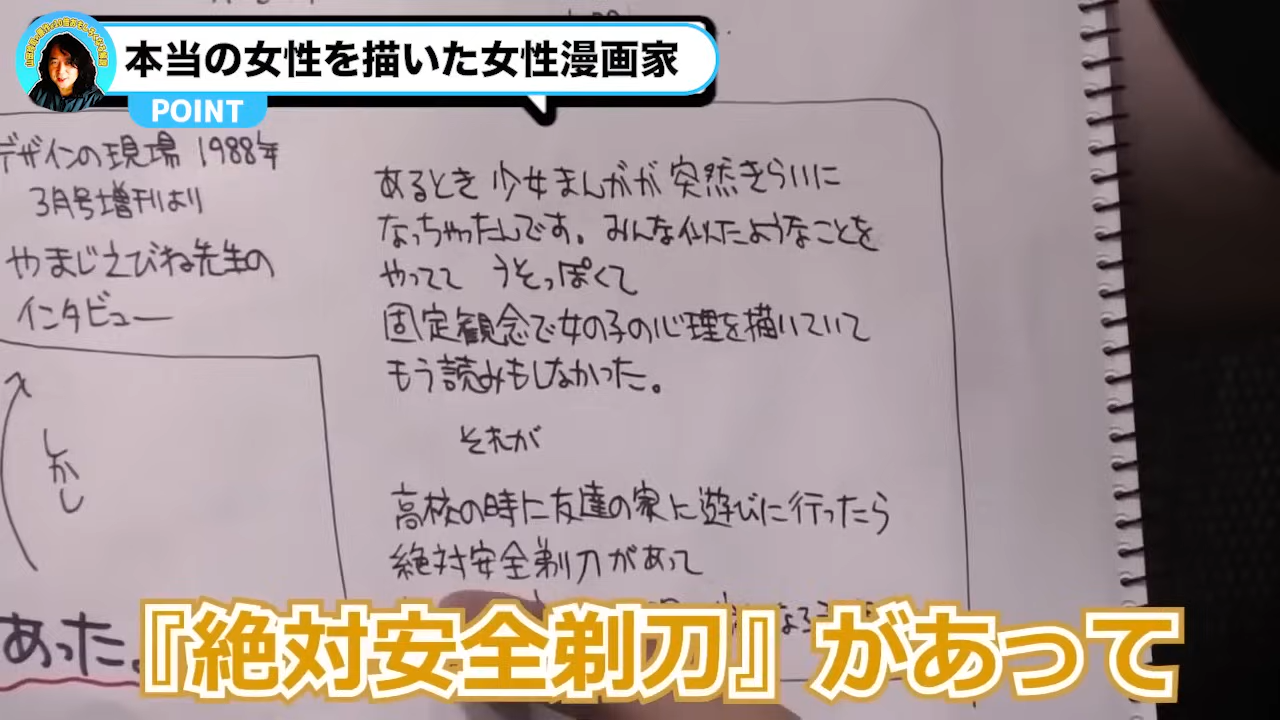 本当の女性を描いた女性漫画家
POINT
デザインの現場 1988年
3月号増刊より
やまじえびね先生の
インタビュー
あるとき 少女まんがが 突然きらいに
なっちゃったんです。みんな似たようなことを
やってて うそっぽくて
固定観念で女の子の心理を描いていて
もう読みもしなかった。
それが
高校の時に友達の家に遊びに行ったら
絶対安全剃刀があって
しかし
あった。
『絶対安全剃刀』があって